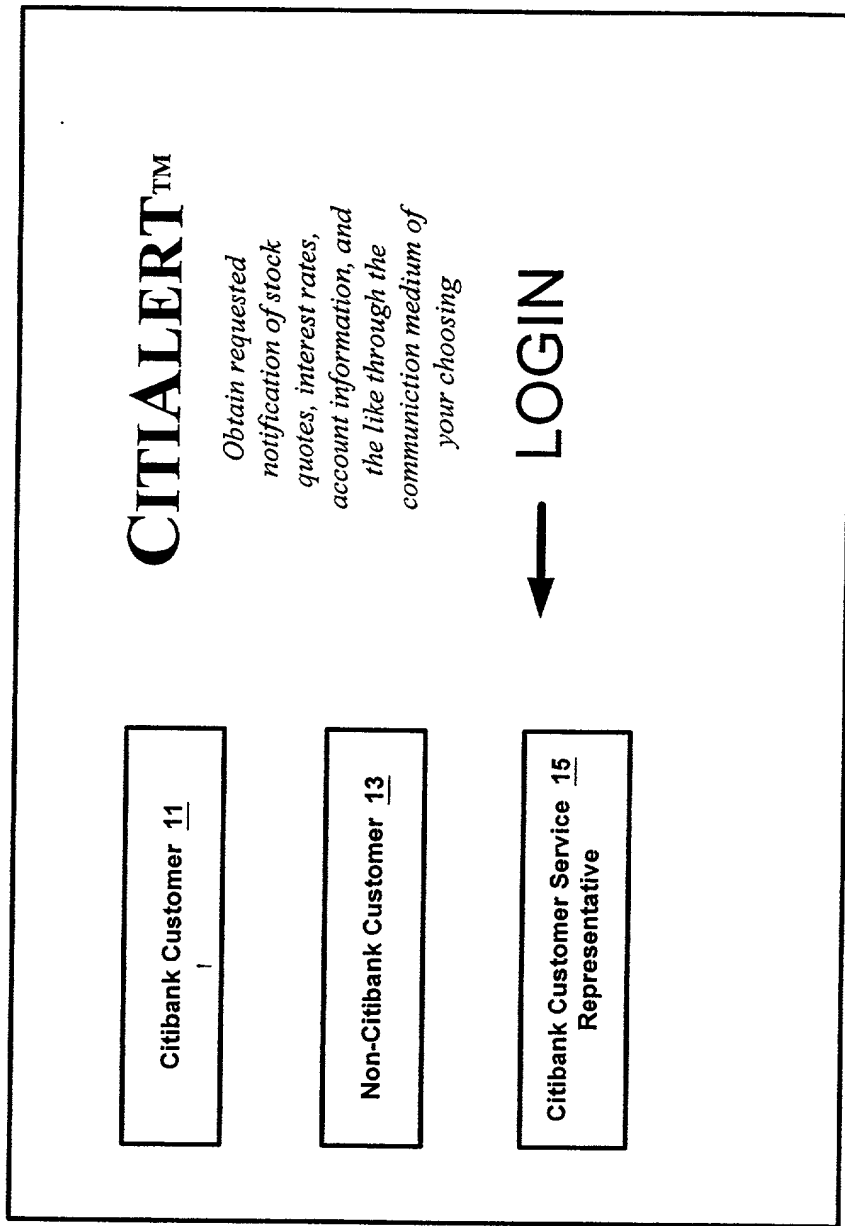 CITIALERT™
Obtain requested
notification of stock
quotes, interest rates,
account information, and
the like through the
communiction medium of
your choosing
LOGIN
Citibank Customer 11
Non-Citibank Customer 13
Citibank Customer Service 15
Representative